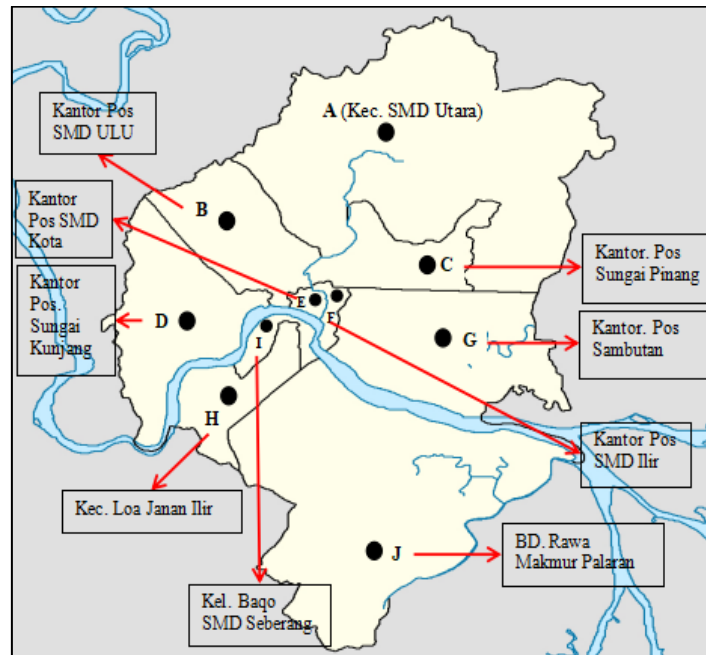 A (Kec. SMD Utara)
Kantor Pos
SMD ULU
Kantor
Pos SMD
Kota
Kantor
Pos.
Sungai
Kunjang
B
C
Kantor. Pos
Sungai Pinang
E
F
D
I
G
Kantor. Pos
Sambutan
H
Kantor Pos
SMD Ilir
Kec. Loa Janan Ilir
J
BD. Rawa
Makmur Palaran
Kel. Baqo
SMD Seberang